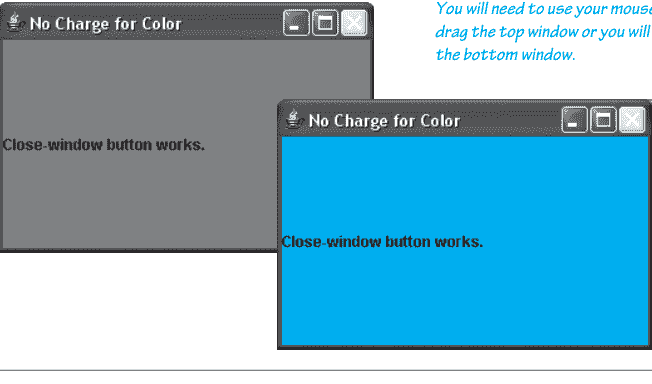 No Charge for Color
You will need to use your mouse
drag the top window or you will
the bottom window.
Close-window button works.
No Charge for Color
Close-window button works.